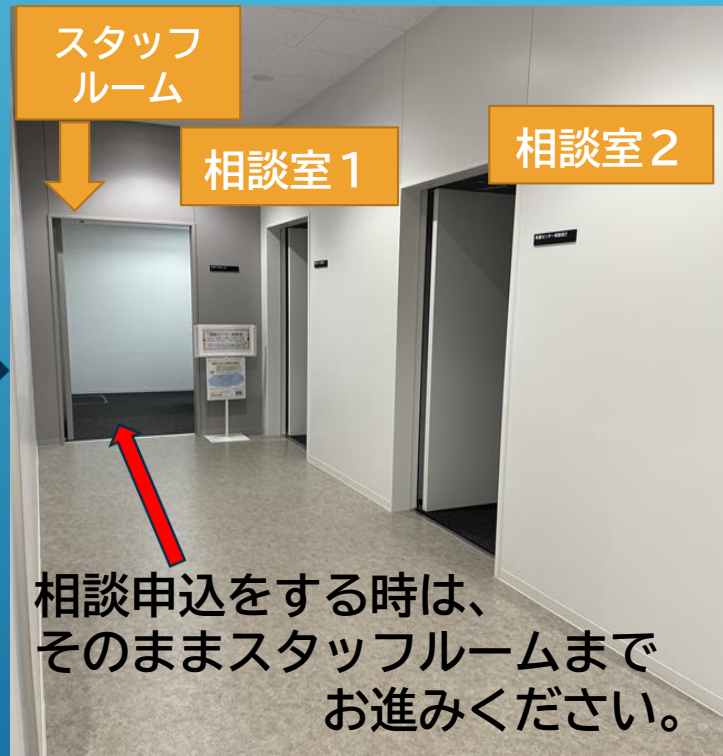 スタッフ
ルーム
相談室１
相談室２
相談申込をする時は、
そのままスタッフルームまで
お進みください。